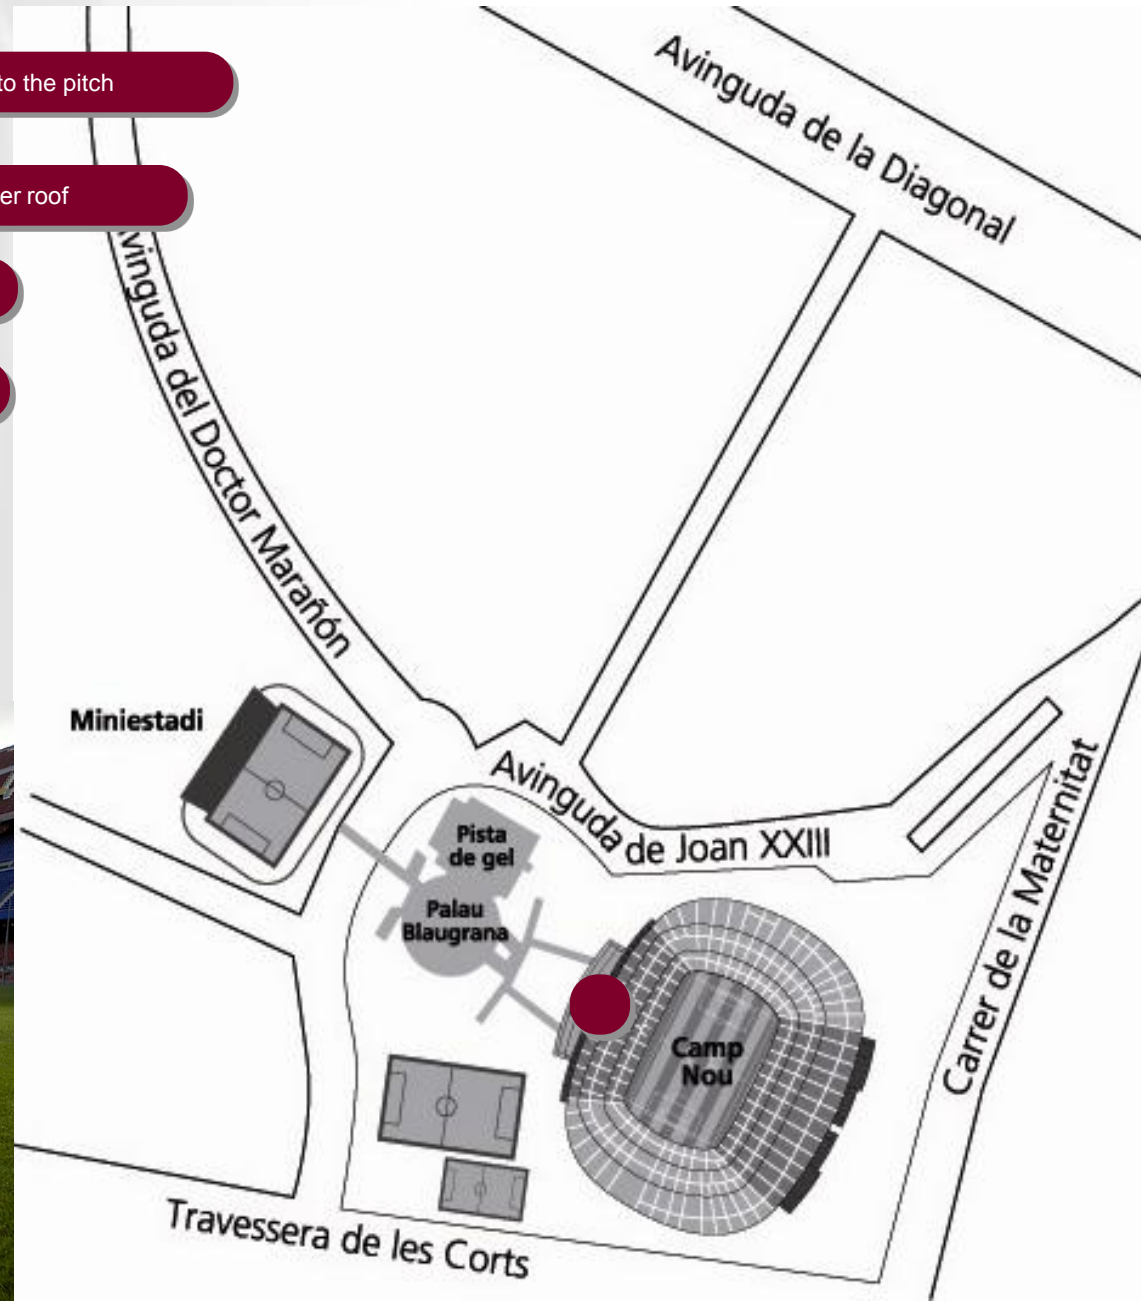 to the pitch
er roof
Avinguda de la Diagonal
Avinguda del Doctor Marañón
Miniestadi
Avinguda de Joan XXIII
Pista
de gel
Palau
Blaugrana
Camp
Nou
Carrer de la Maternitat
Travessera de les Corts